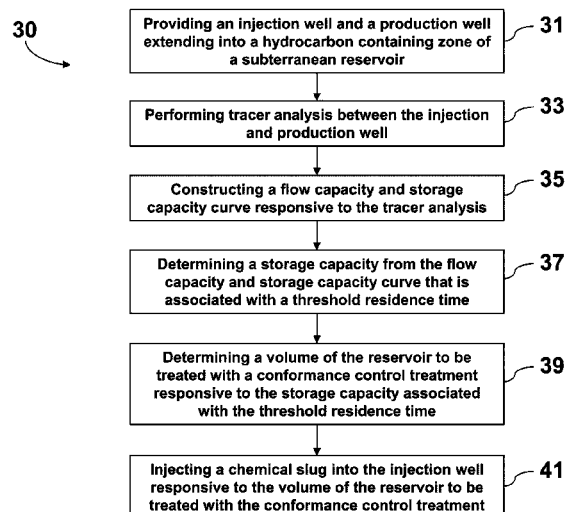 30
Providing an injection well and a production well
extending into a hydrocarbon containing zone of
a subterranean reservoir
31
Performing tracer analysis between the injection
and production well
33
Constructing a flow capacity and storage
capacity curve responsive to the tracer analysis
35
Determining a storage capacity from the flow
capacity and storage capacity curve that is
associated with a threshold residence time
37
Determining a volume of the reservoir to be
treated with a conformance control treatment
responsive to the storage capacity associated
with the threshold residence time
39
Injecting a chemical slug into the injection well
responsive to the volume of the reservoir to be
treated with the conformance control treatment
41